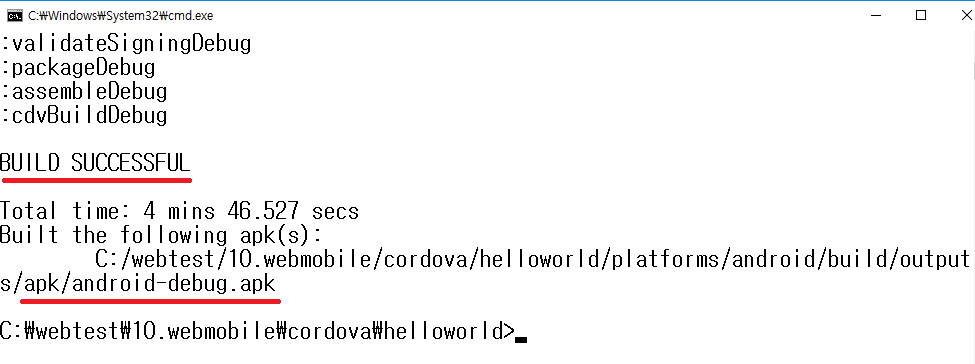 C:₩Windows₩System32₩cmd.exe
:validateSigningDebug
:packageDebug
:assembleDebug
:cdvBuildDebug
BUILD SUCCESSFUL
Total time: 4 mins 46.527 secs
Built the following apk(s):
C:/webtest/10.webmobile/cordova/helloworld/platforms/android/build/output
s/apk/android-debug.apk
C:₩webtest₩10.webmobile₩cordova₩helloworld>